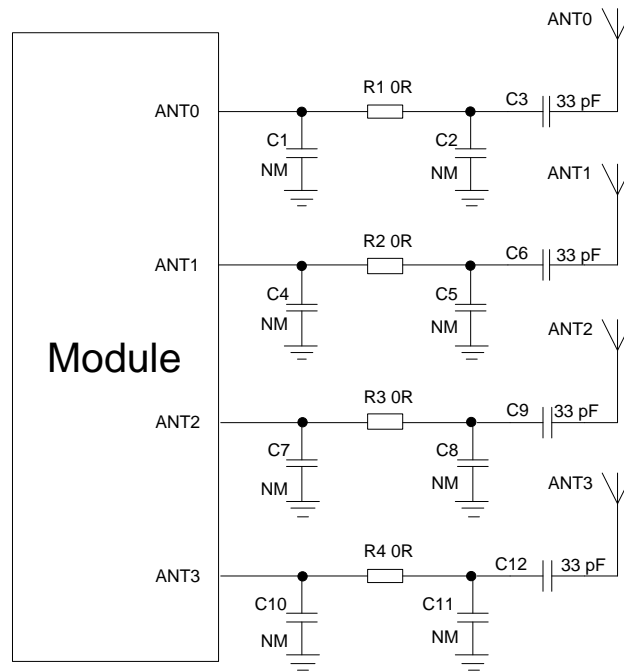 ANT0
R1 0R
C3 33 pF
ANT0
C1
C2
NM
NM
ANT1
R2 0R
C6 33 pF
ANT1
C4
C5
NM
NM
ANT2
Module
R3 0R
C9 33 pF
ANT2
C7
C8
NM
NM
ANT3
R4 0R
C12 33 pF
ANT3
C10
C11
NM
NM